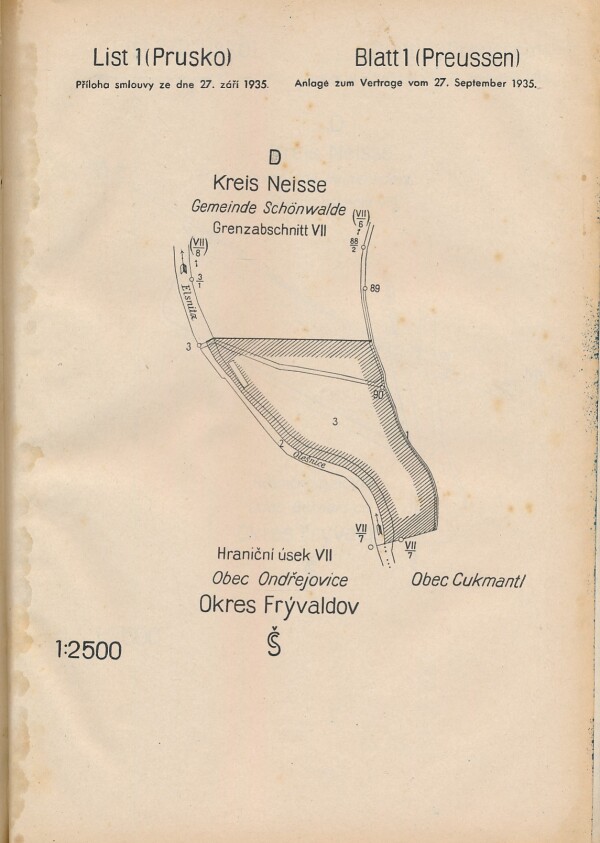 List 1 (Prusko)
Blatt 1 (Preussen)
Příloha smlouvy ze dne 27. září 1935.
Anlage zum Vertrage vom 27. September 1935.
D
Kreis Neisse
Gemeinde Schönwalde
Grenzabschnitt VII
(VII/6)
(VII/6)
88/2
3/1
89
Elsnitz
3
90
3
1
2
Olešnice
VII/7
VII/7
Hraniční úsek VII
Obec Ondřejovice
Obec Cukmantl
Okres Frývaldov
Š
1:2500